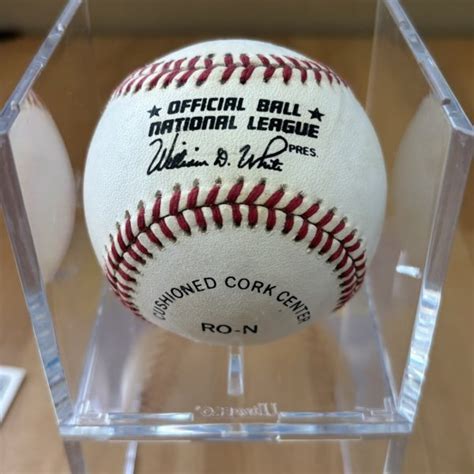 ★ OFFICIAL BALL ★
NATIONAL LEAGUE
William D. White PRES.
CUSHIONED CORK CENTER
RO-N